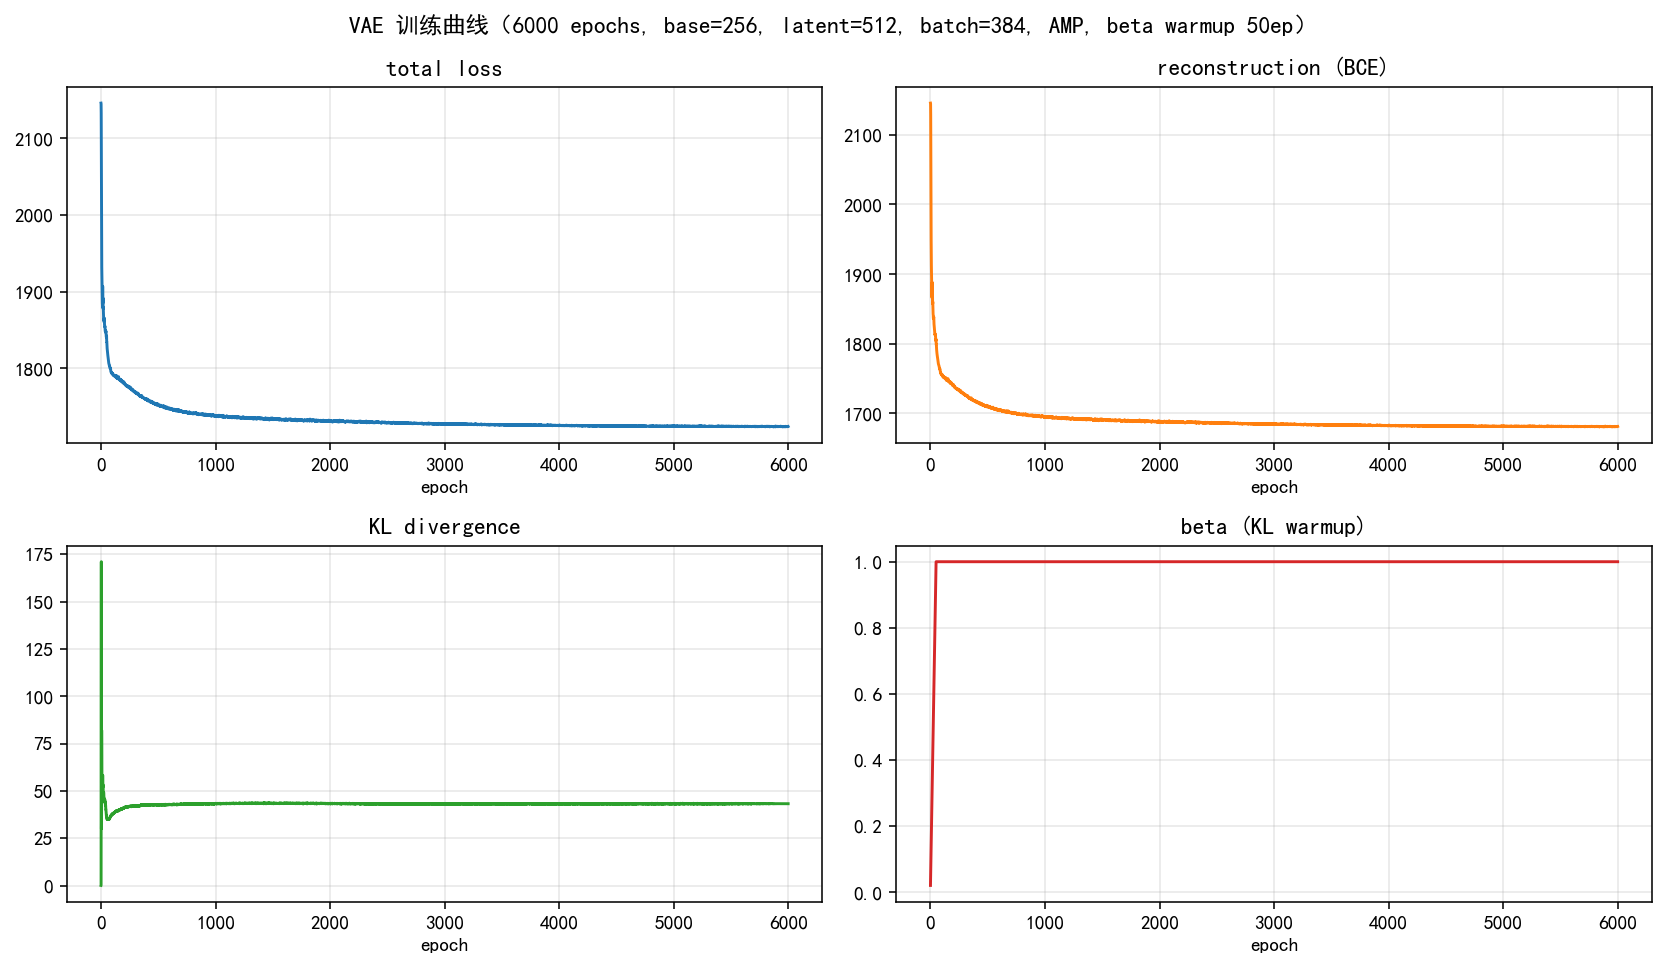 VAE 训练曲线（6000 epochs, base=256, latent=512, batch=384, AMP, beta warmup 50ep）
total loss
2100
2000
1900
1800
0 1000 2000 3000 4000 5000 6000
epoch
reconstruction (BCE)
2100
2000
1900
1800
1700
0 1000 2000 3000 4000 5000 6000
epoch
KL divergence
175
150
125
100
75
50
25
0
0 1000 2000 3000 4000 5000 6000
epoch
beta (KL warmup)
1.0
0.8
0.6
0.4
0.2
0.0
0 1000 2000 3000 4000 5000 6000
epoch